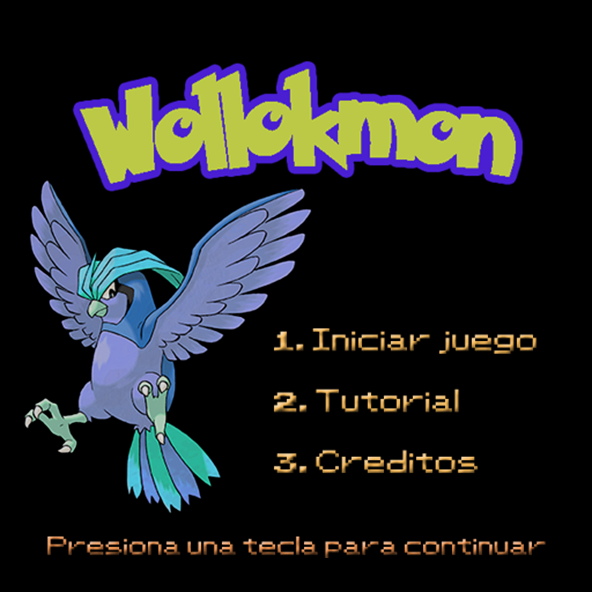 Wollokmon
1. Iniciar juego
2. Tutorial
3. Creditos
Presiona una tecla para continuar